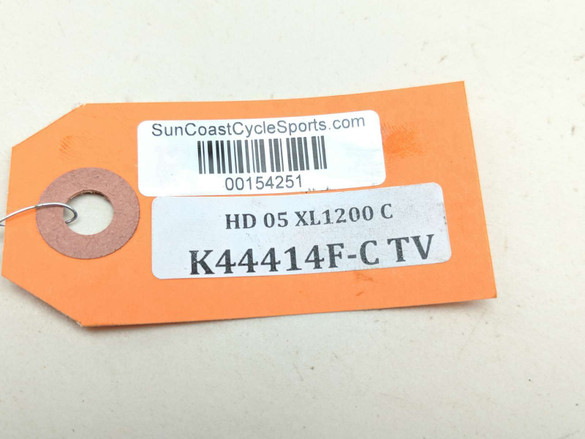 SunCoastCycleSports.com
00154251
HD 05 XL1200 C
K44414F-C TV